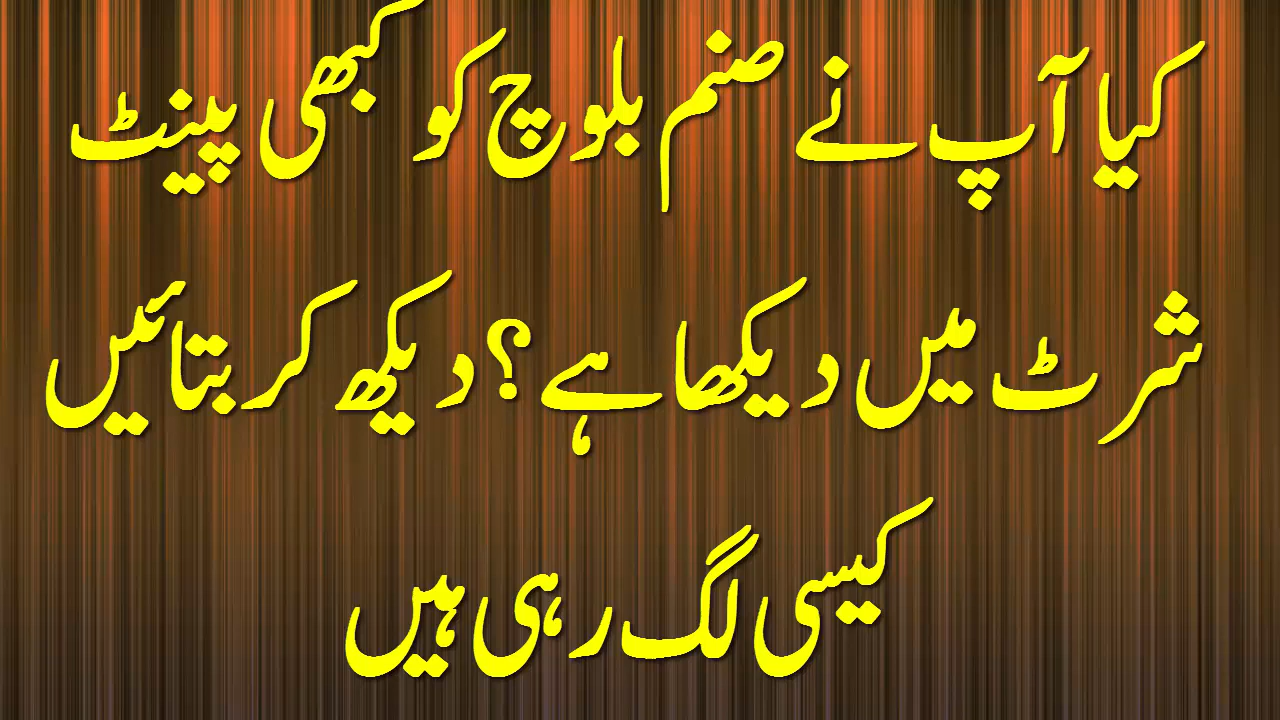 کیا آپ نے صنم بلوچ کو کبھی پینٹ
شرٹ میں دیکھا ہے؟ دیکھ کر بتائیں
کیسی لگ رہی ہیں